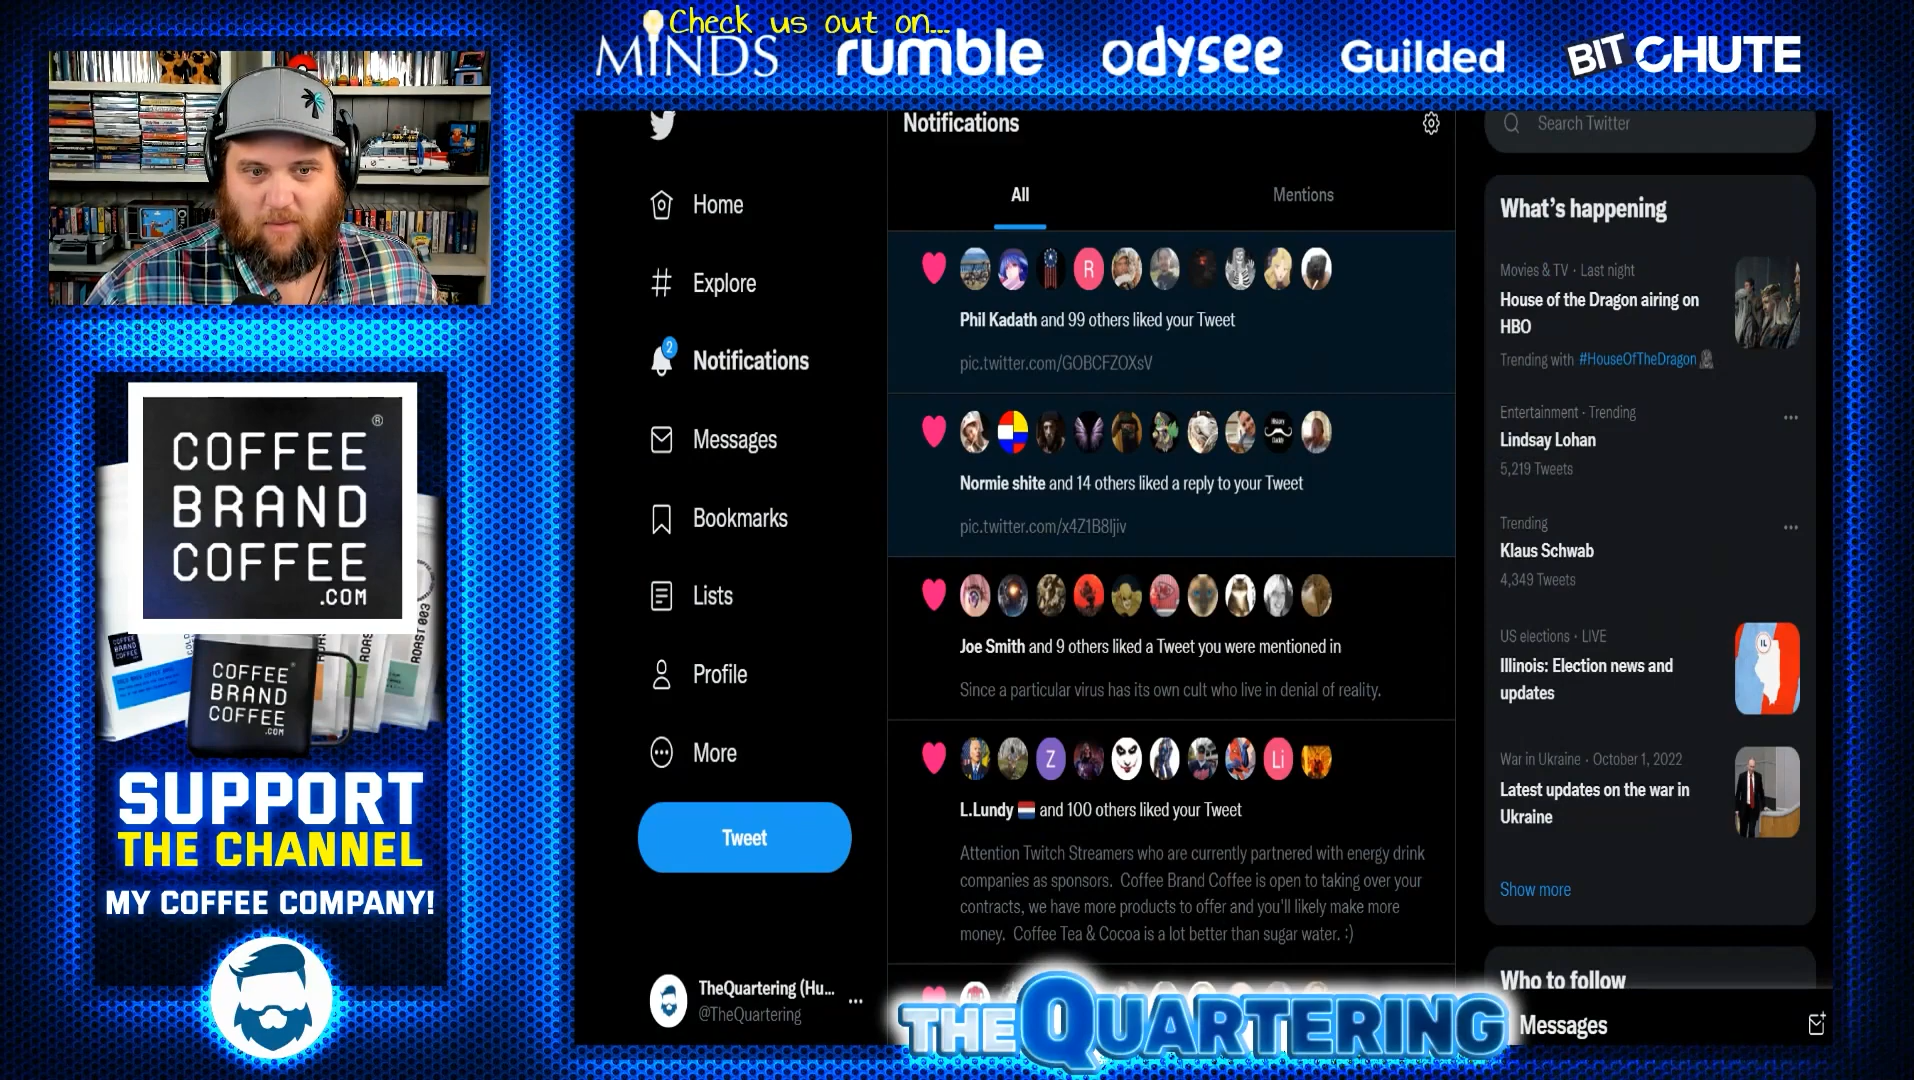 Check us out on...
MINDS rumble odysee Guilded BITCHUTE
COFFEE
BRAND
COFFEE
.COM
®
ROAST 003
COFFEE
BRAND
COFFEE
.COM
SUPPORT
THE CHANNEL
MY COFFEE COMPANY!
Home
Explore
2
Notifications
Messages
Bookmarks
Lists
Profile
More
Tweet
TheQuartering (Hu...
@TheQuartering
Notifications
All
Mentions
R
Phil Kadath and 99 others liked your Tweet
pic.twitter.com/GOBCFZOXsV
Normie shite and 14 others liked a reply to your Tweet
pic.twitter.com/x4Z1B8ljiv
Joe Smith and 9 others liked a Tweet you were mentioned in
Since a particular virus has its own cult who live in denial of reality.
Z
Li
L.Lundy and 100 others liked your Tweet
Attention Twitch Streamers who are currently partnered with energy drink
companies as sponsors. Coffee Brand Coffee is open to taking over your
contracts, we have more products to offer and you'll likely make more
money. Coffee Tea & Cocoa is a lot better than sugar water. :)
THEQUARTERING
Search Twitter
What's happening
Movies & TV · Last night
House of the Dragon airing on
HBO
Trending with #HouseOfTheDragon
Entertainment · Trending
Lindsay Lohan
5,219 Tweets
Trending
Klaus Schwab
4,349 Tweets
US elections · LIVE
Illinois: Election news and
updates
IL
War in Ukraine · October 1, 2022
Latest updates on the war in
Ukraine
Show more
Who to follow
Messages